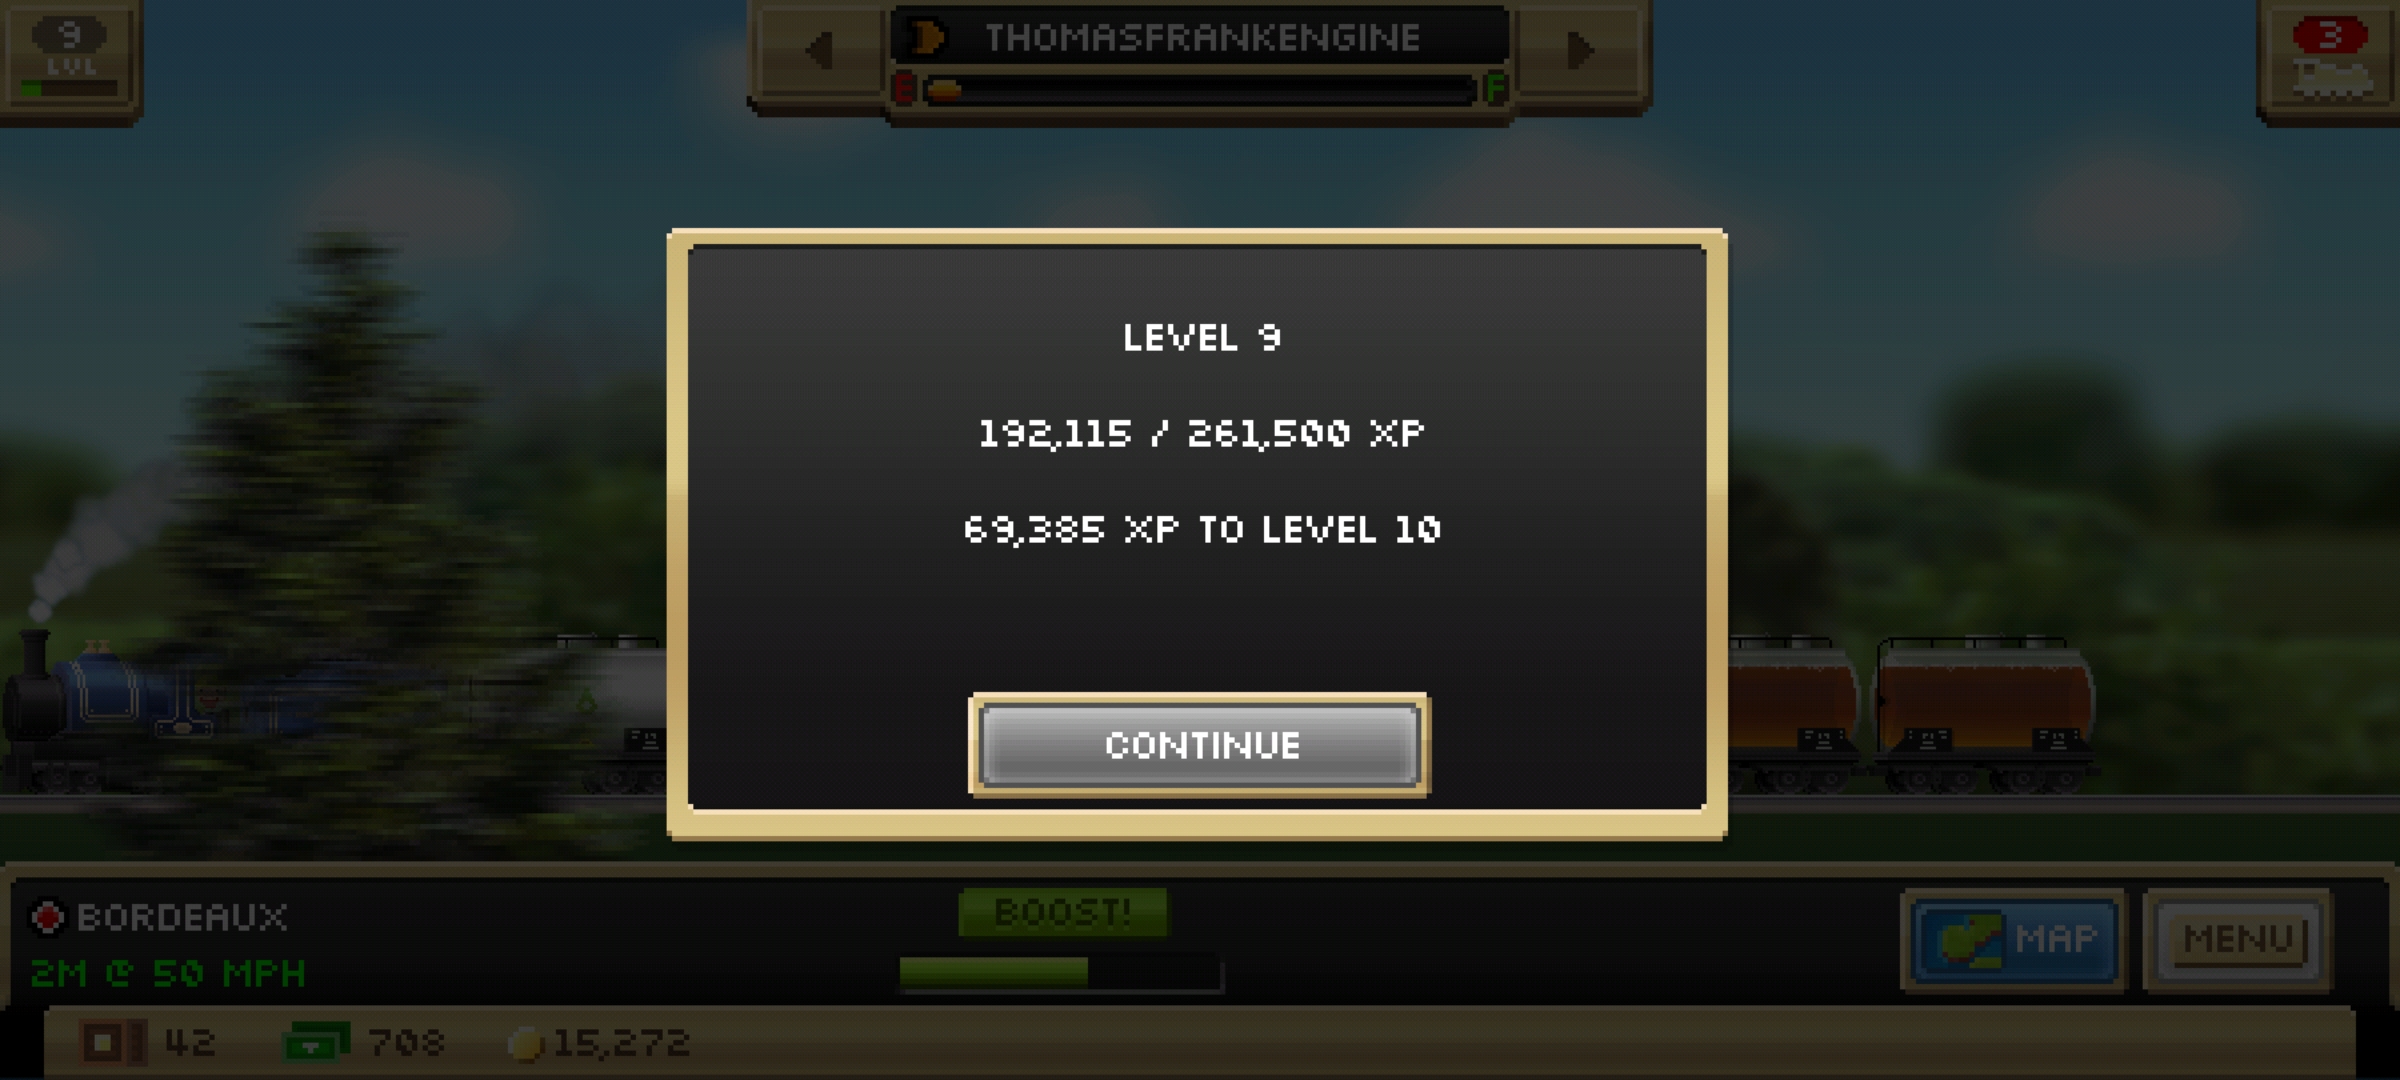 9
LVL
THOMASFRANKENGINE
E F
3
LEVEL 9
192,115 / 261,500 XP
69,385 XP TO LEVEL 10
CONTINUE
BORDEAUX
2M @ 50 MPH
BOOST!
MAP
MENU
42
708
15,272